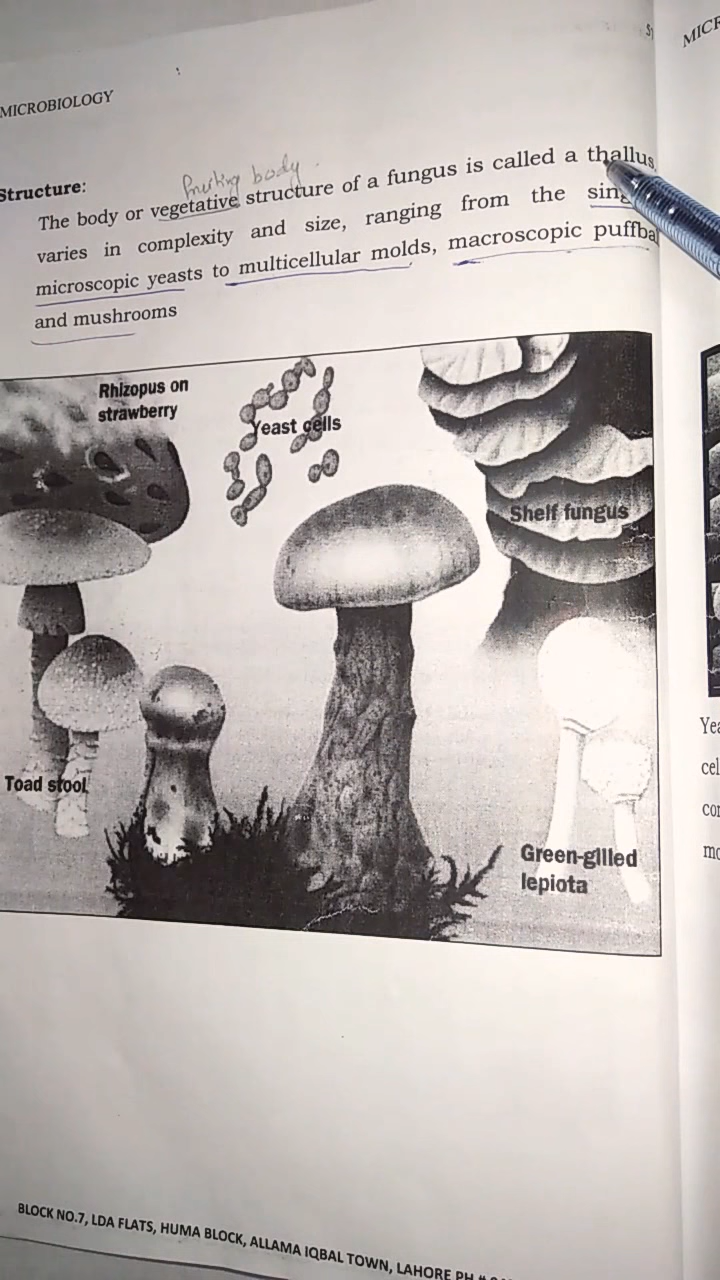 MICROBIOLOGY
MICR
Structure:
Fruiting body.
The body or vegetative structure of a fungus is called a thallus
varies in complexity and size, ranging from the sing
microscopic yeasts to multicellular molds, macroscopic puffba
and mushrooms
Rhizopus on
strawberry
Yeast cells
Shelf fungus
Toad stool
Green-gilled
lepiota
Yea
cel
con
mo
BLOCK NO.7, LDA FLATS, HUMA BLOCK, ALLAMA IQBAL TOWN, LAHORE PH #